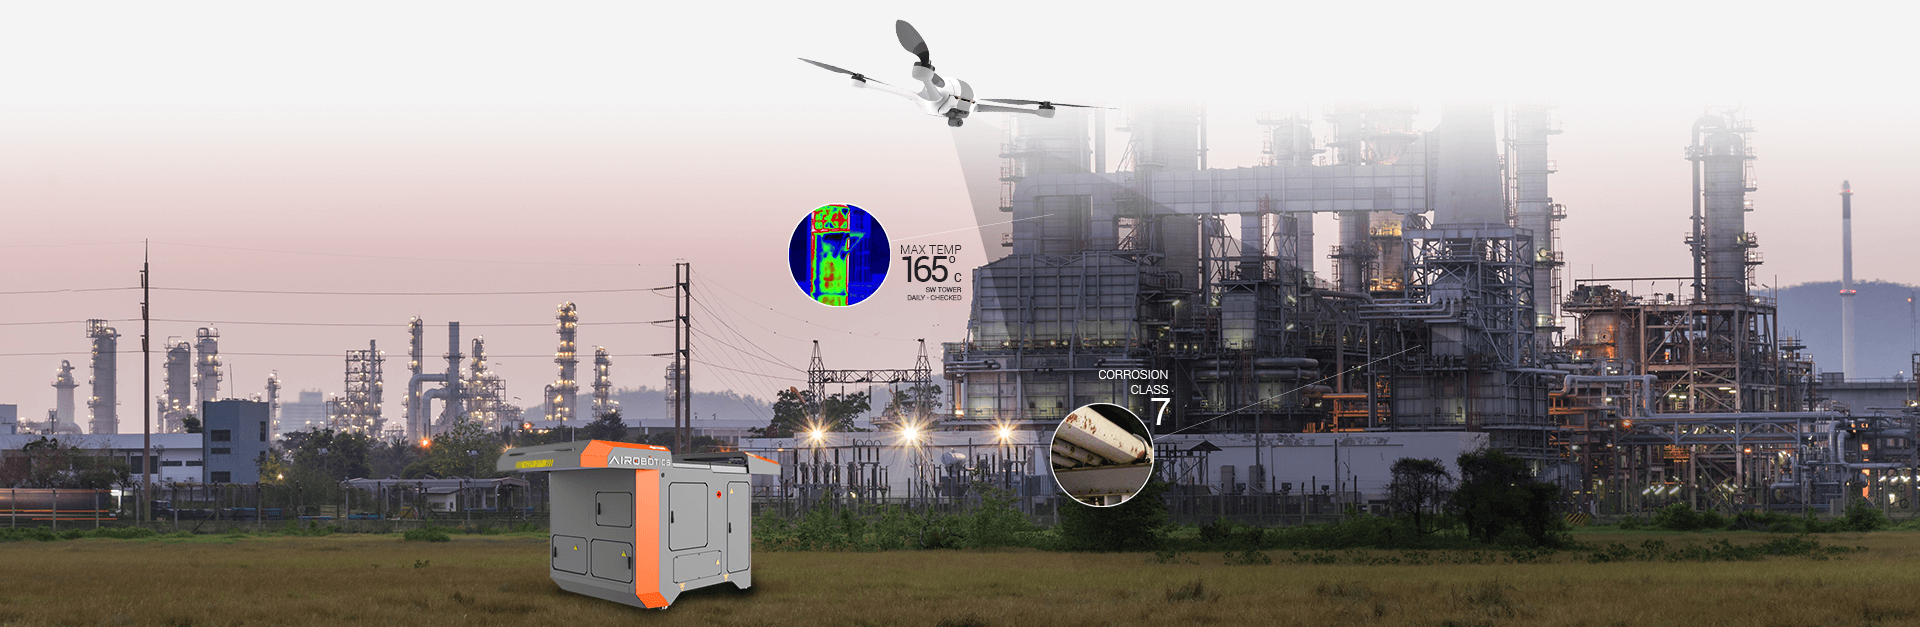 MAX TEMP
165° C
SW TOWER
DAILY - CHECKED
CORROSION
CLASS
7
AIROBOTICS